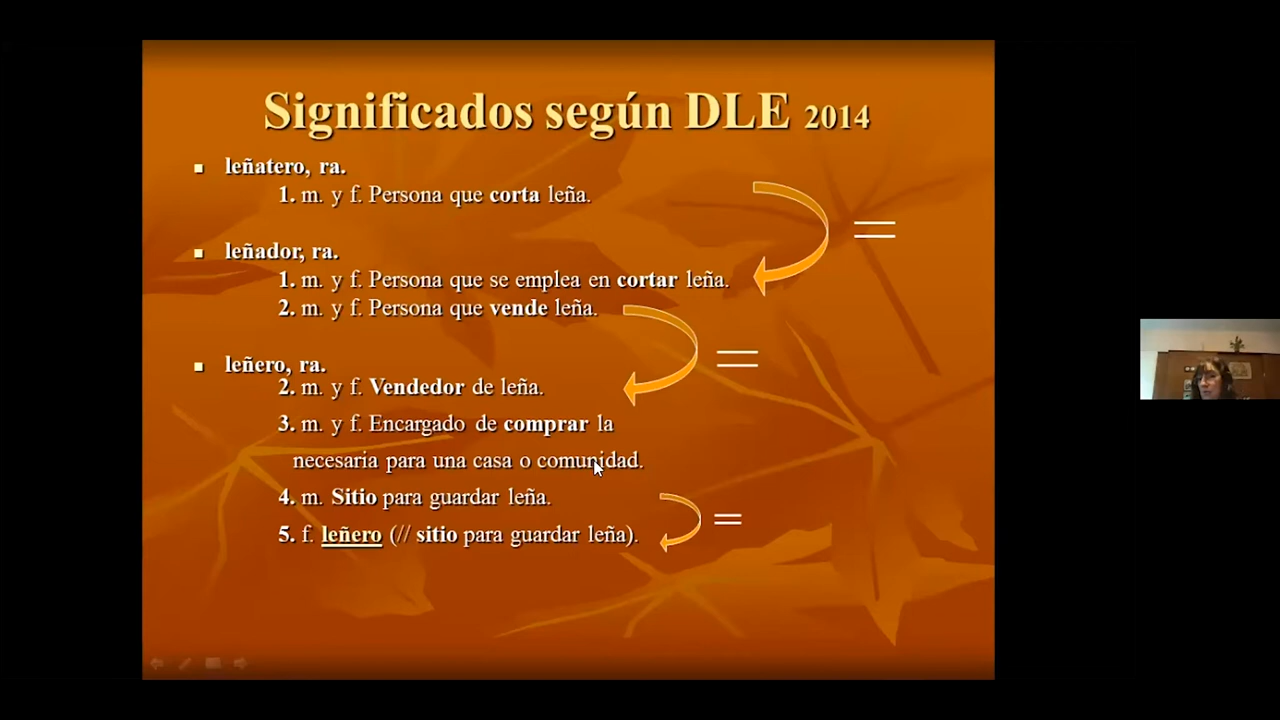 Significados según DLE 2014
leñatero, ra.
1. m. y f. Persona que corta leña.
leñador, ra.
1. m. y f. Persona que se emplea en cortar leña.
2. m. y f. Persona que vende leña.
leñero, ra.
2. m. y f. Vendedor de leña.
3. m. y f. Encargado de comprar la
necesaria para una casa o comunidad.
4. m. Sitio para guardar leña.
5. f. leñero (// sitio para guardar leña).